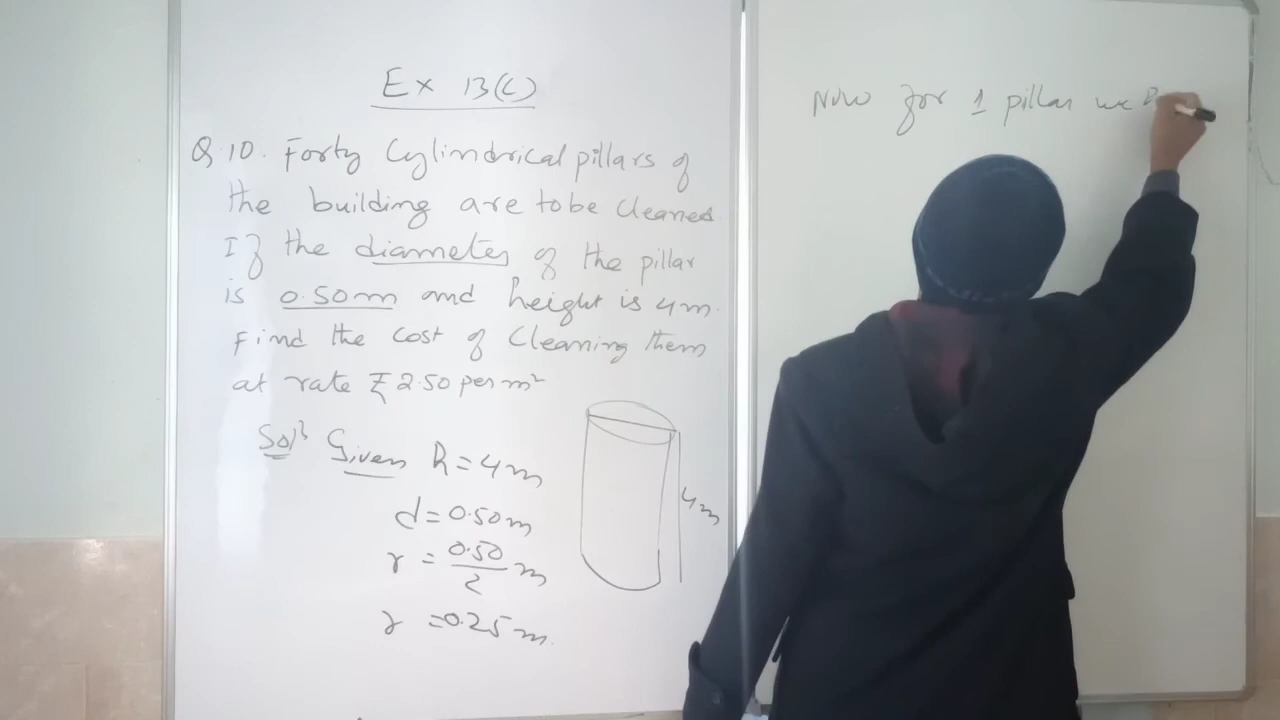 Ex 13(C)
Q.10. Forty Cylindrical pillars of
the building are to be cleaned
If the diameter of the pillar
is 0.50m and height is 4m.
Find the cost of cleaning them
at rate ₹2.50 per m²
Solⁿ Given h = 4m
d = 0.50m
r = 0.50/2 m
r = 0.25m.
4m
Now for 1 pillar we